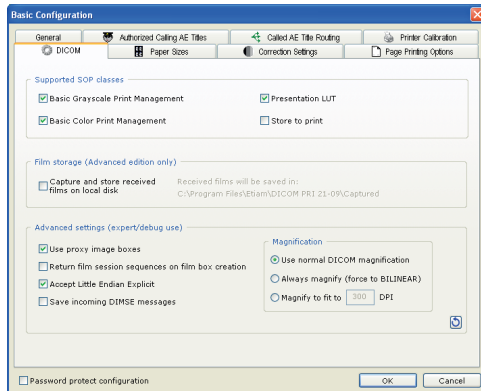 Basic Configuration
General
Authorized Calling AE Titles
Called AE Title Routing
Printer Calibration
DICOM
Paper Sizes
Correction Settings
Page Printing Options
Supported SOP classes
Basic Grayscale Print Management
Presentation LUT
Basic Color Print Management
Store to print
Film storage (Advanced edition only)
Capture and store received
films on local disk
Received films will be saved in:
C:\Program Files\Etiam\DICOM PRI 21-09\Captured
Advanced settings (expert/debug use)
Use proxy image boxes
Return film session sequences on film box creation
Accept Little Endian Explicit
Save incoming DIMSE messages
Magnification
Use normal DICOM magnification
Always magnify (force to BILINEAR)
Magnify to fit to 300 DPI
Password protect configuration
OK
Cancel